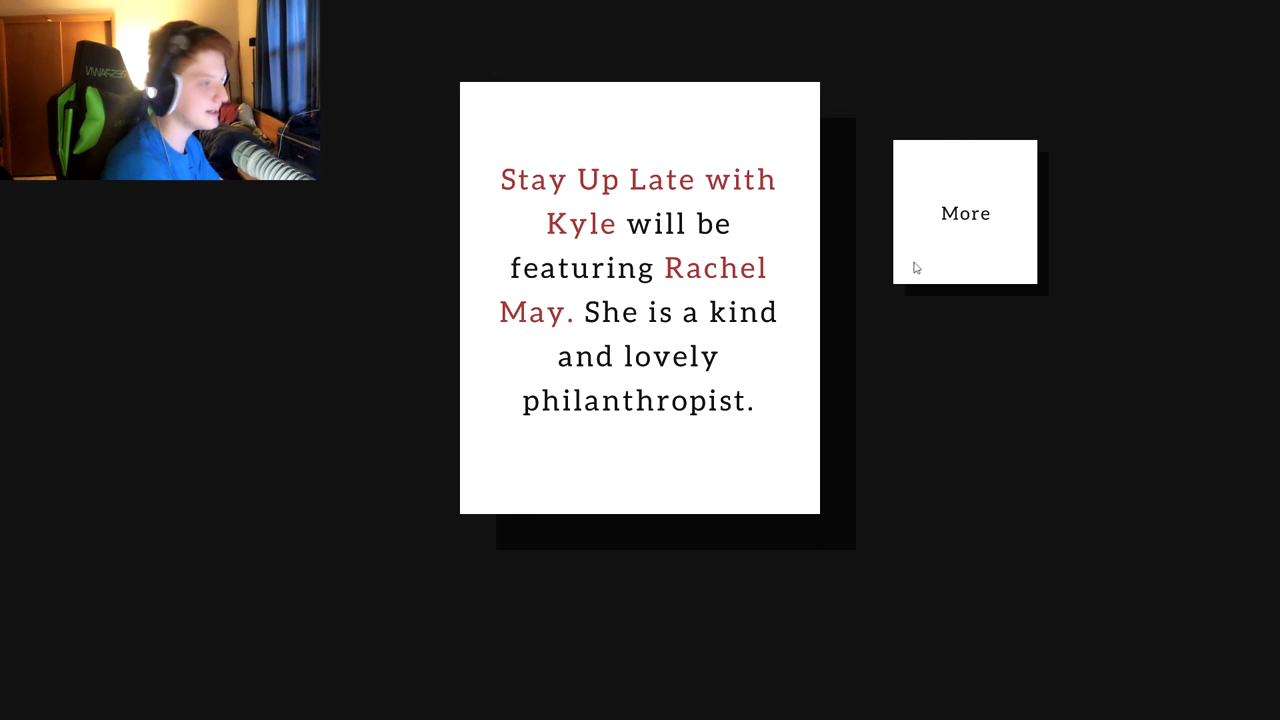 Stay Up Late with
Kyle will be
featuring Rachel
May. She is a kind
and lovely
philanthropist.
More